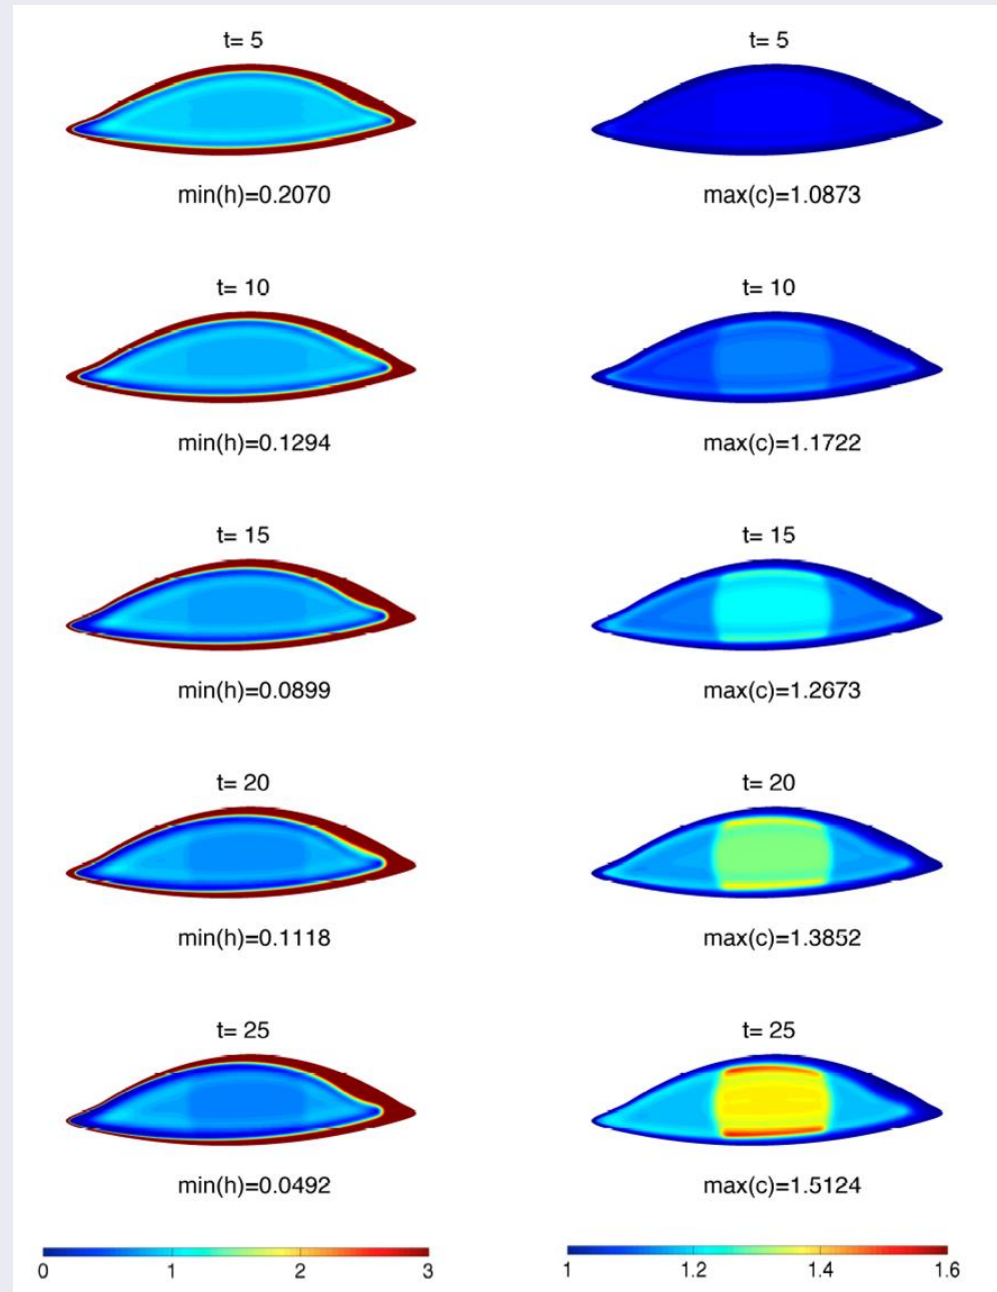 t= 5 t= 5
min(h)=0.2070 max(c)=1.0873
t= 10 t= 10
min(h)=0.1294 max(c)=1.1722
t= 15 t= 15
min(h)=0.0899 max(c)=1.2673
t= 20 t= 20
min(h)=0.1118 max(c)=1.3852
t= 25 t= 25
min(h)=0.0492 max(c)=1.5124
0 1 2 3 1 1.2 1.4 1.6